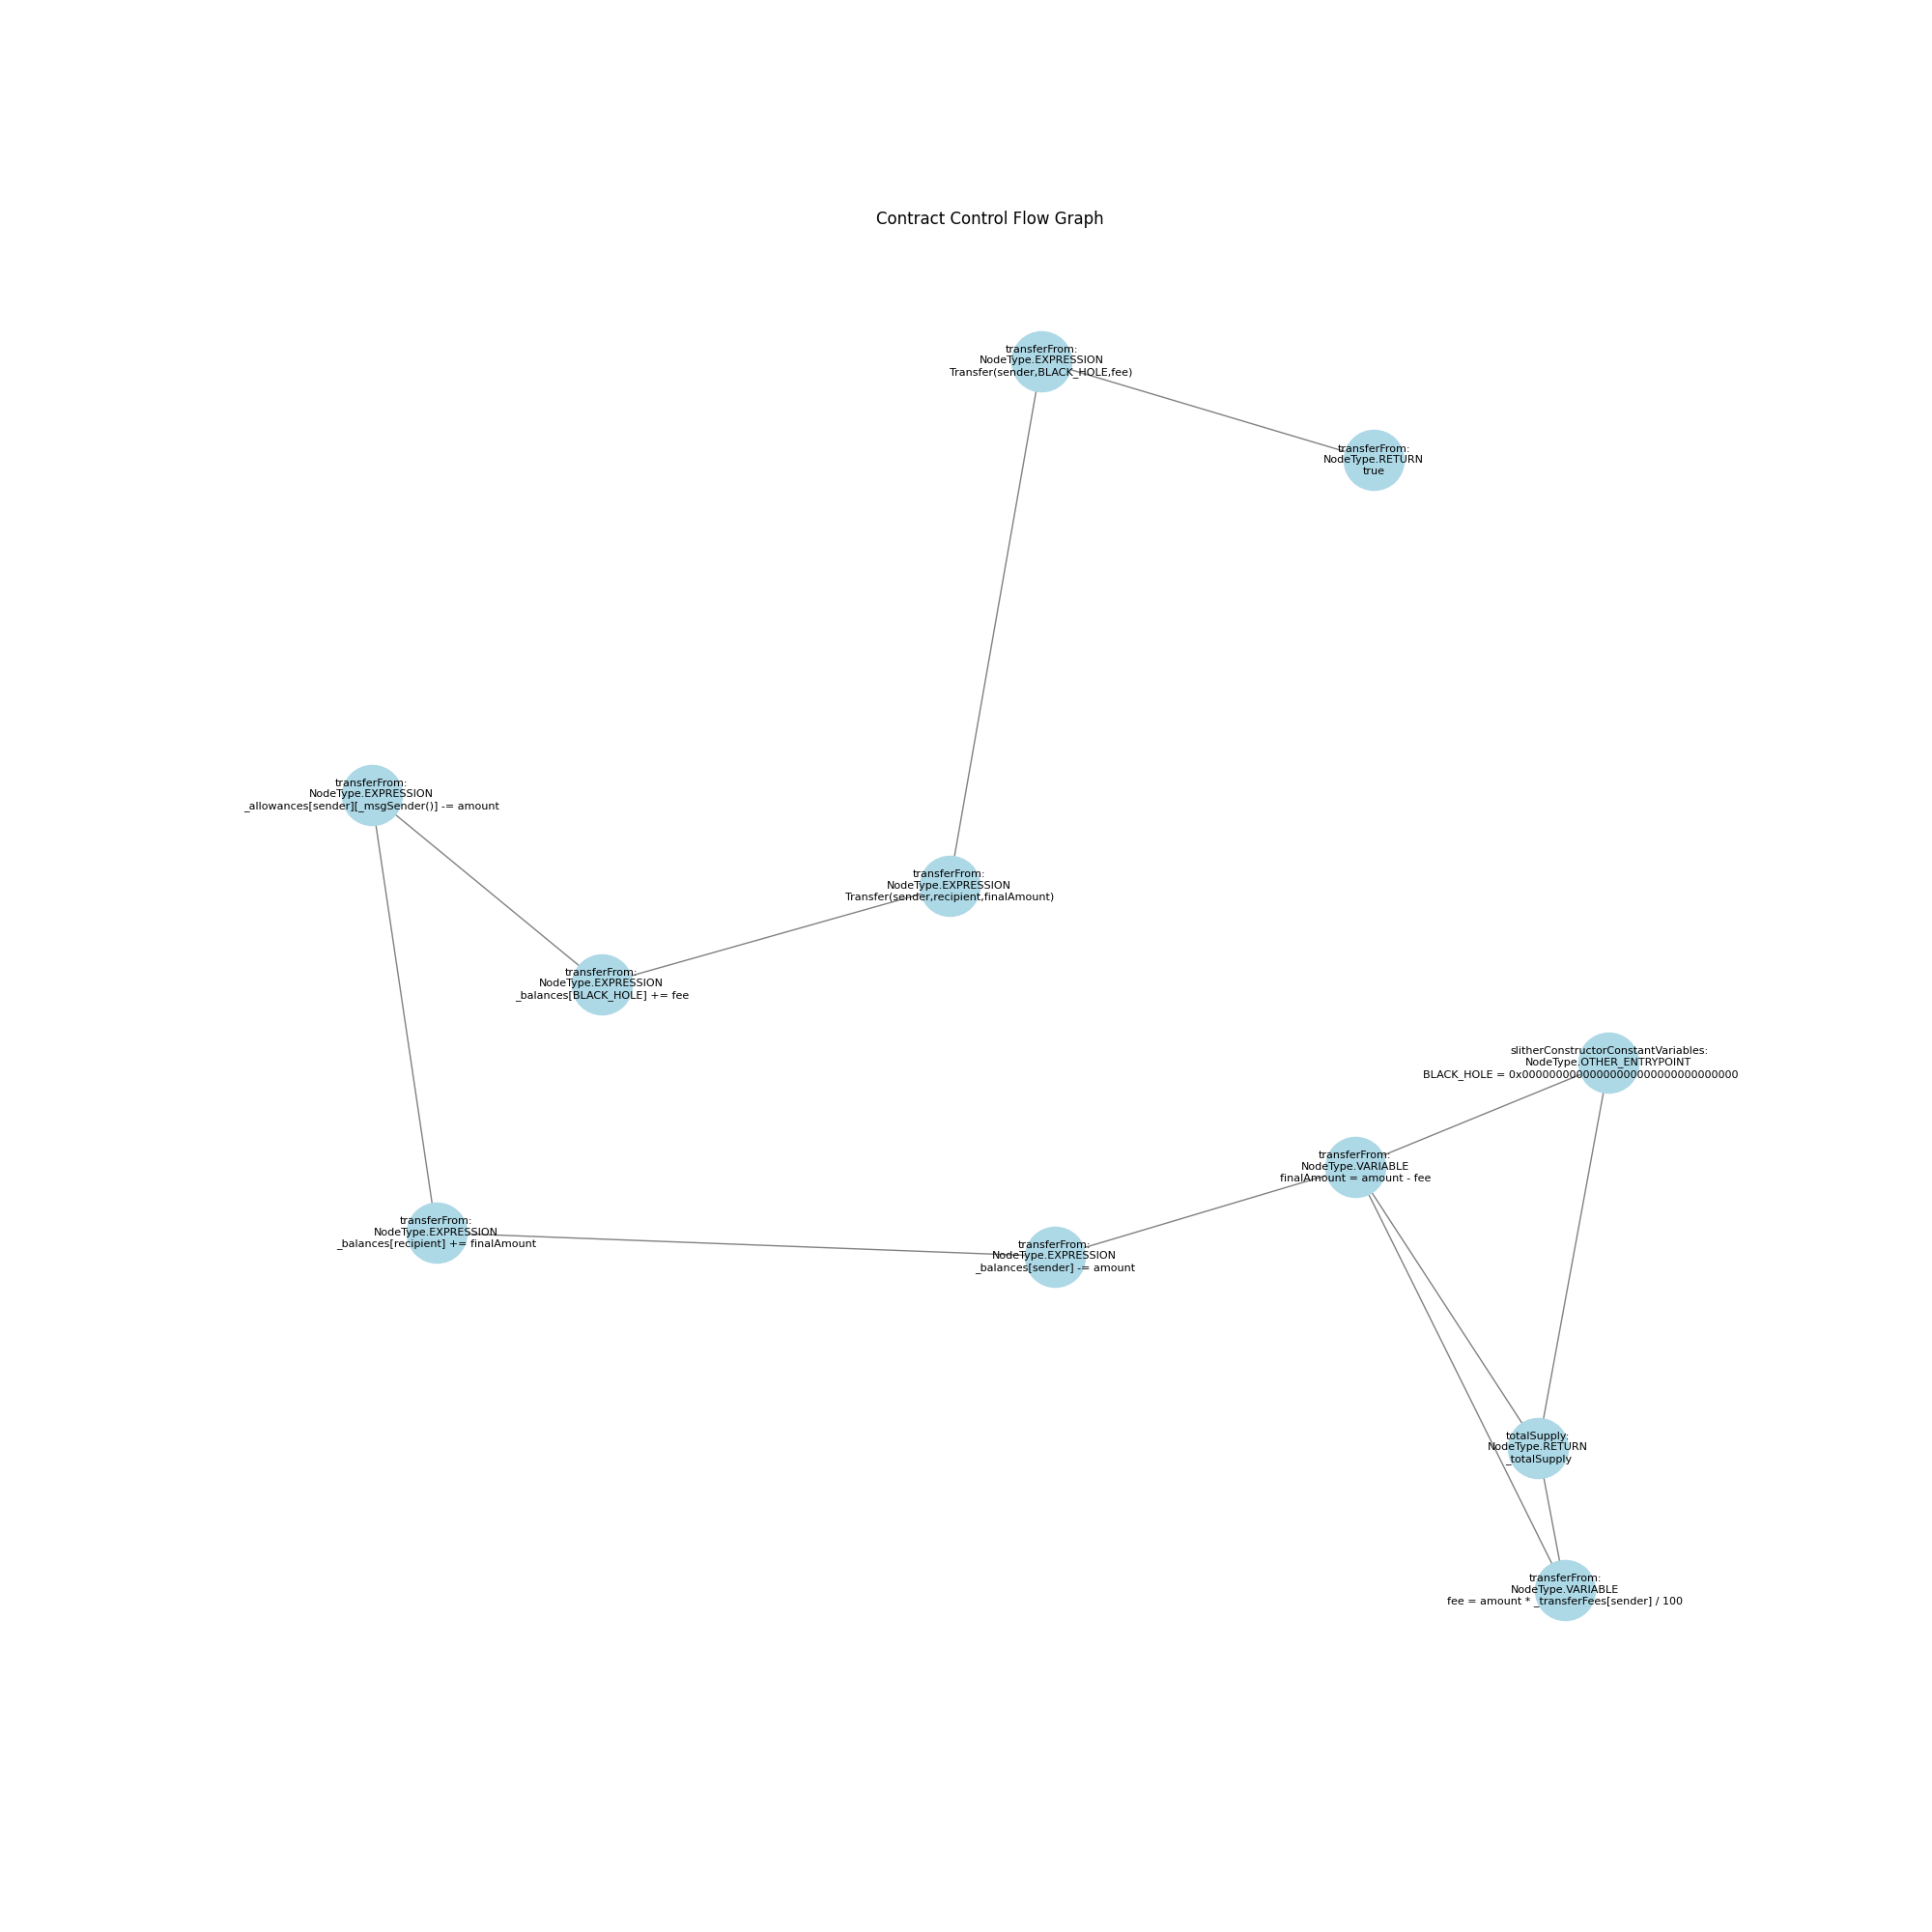 Contract Control Flow Graph
transferFrom:
NodeType.EXPRESSION
Transfer(sender,BLACK_HOLE,fee)
transferFrom:
NodeType.RETURN
true
transferFrom:
NodeType.EXPRESSION
_allowances[sender][_msgSender()] -= amount
transferFrom:
NodeType.EXPRESSION
Transfer(sender,recipient,finalAmount)
transferFrom:
NodeType.EXPRESSION
_balances[BLACK_HOLE] += fee
slitherConstructorConstantVariables:
NodeType.OTHER_ENTRYPOINT
BLACK_HOLE = 0x000000000000000000000000000000
transferFrom:
NodeType.VARIABLE
finalAmount = amount - fee
transferFrom:
NodeType.EXPRESSION
_balances[recipient] += finalAmount
transferFrom:
NodeType.EXPRESSION
_balances[sender] -= amount
totalSupply:
NodeType.RETURN
_totalSupply
transferFrom:
NodeType.VARIABLE
fee = amount * _transferFees[sender] / 100